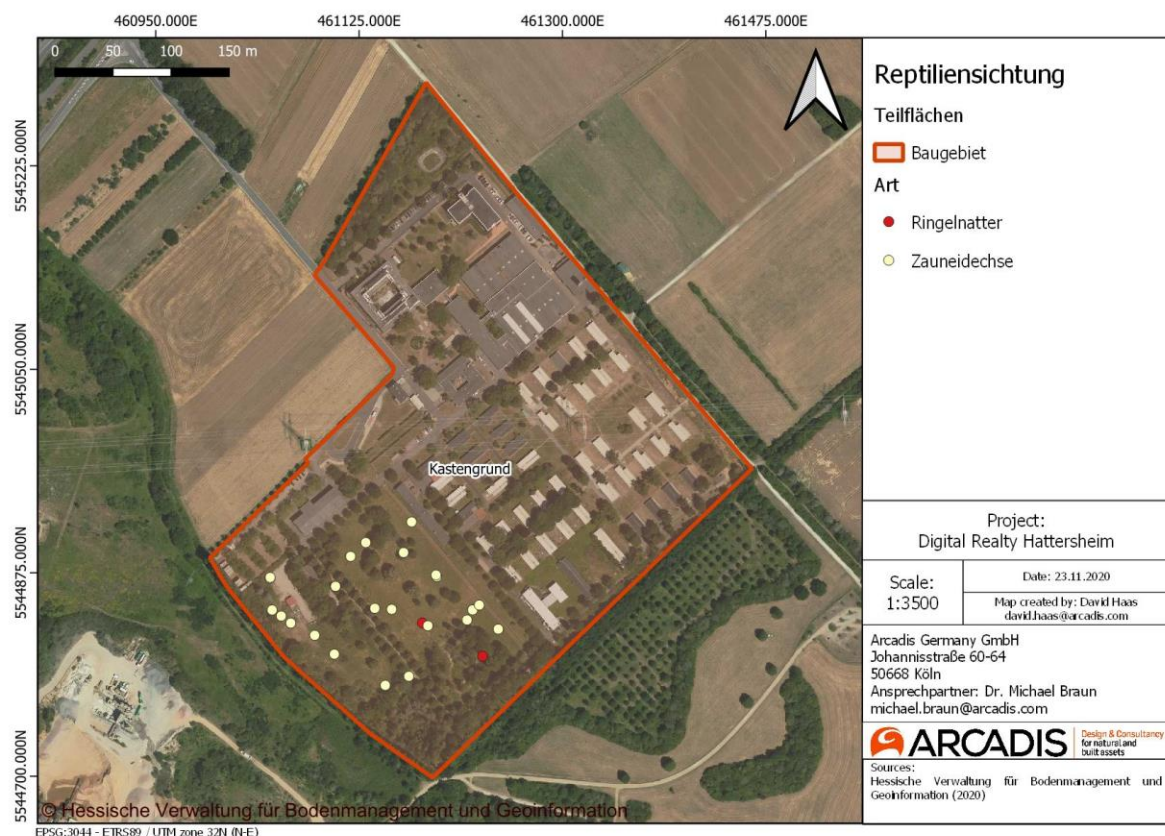 460950.000E 461125.000E 461300.000E 461475.000E
0 50 100 150 m
5545225.000N
5545050.000N
5544875.000N
5544700.000N
Kastengrund
© Hessische Verwaltung für Bodenmanagement und Geoinformation
EPSG:3044 - ETRS89 / UTM zone 32N (N-E)
Reptiliensichtung
Teilflächen
Baugebiet
Art
Ringelnatter
Zauneidechse
Project:
Digital Realty Hattersheim
Scale:
1:3500
Date: 23.11.2020
Map created by: David Haas
david.haas@arcadis.com
Arcadis Germany GmbH
Johannisstraße 60-64
50668 Köln
Ansprechpartner: Dr. Michael Braun
michael.braun@arcadis.com
ARCADIS
Design & Consultancy
for natural and
built assets
Sources:
Hessische Verwaltung für Bodenmanagement und
Geoinformation (2020)